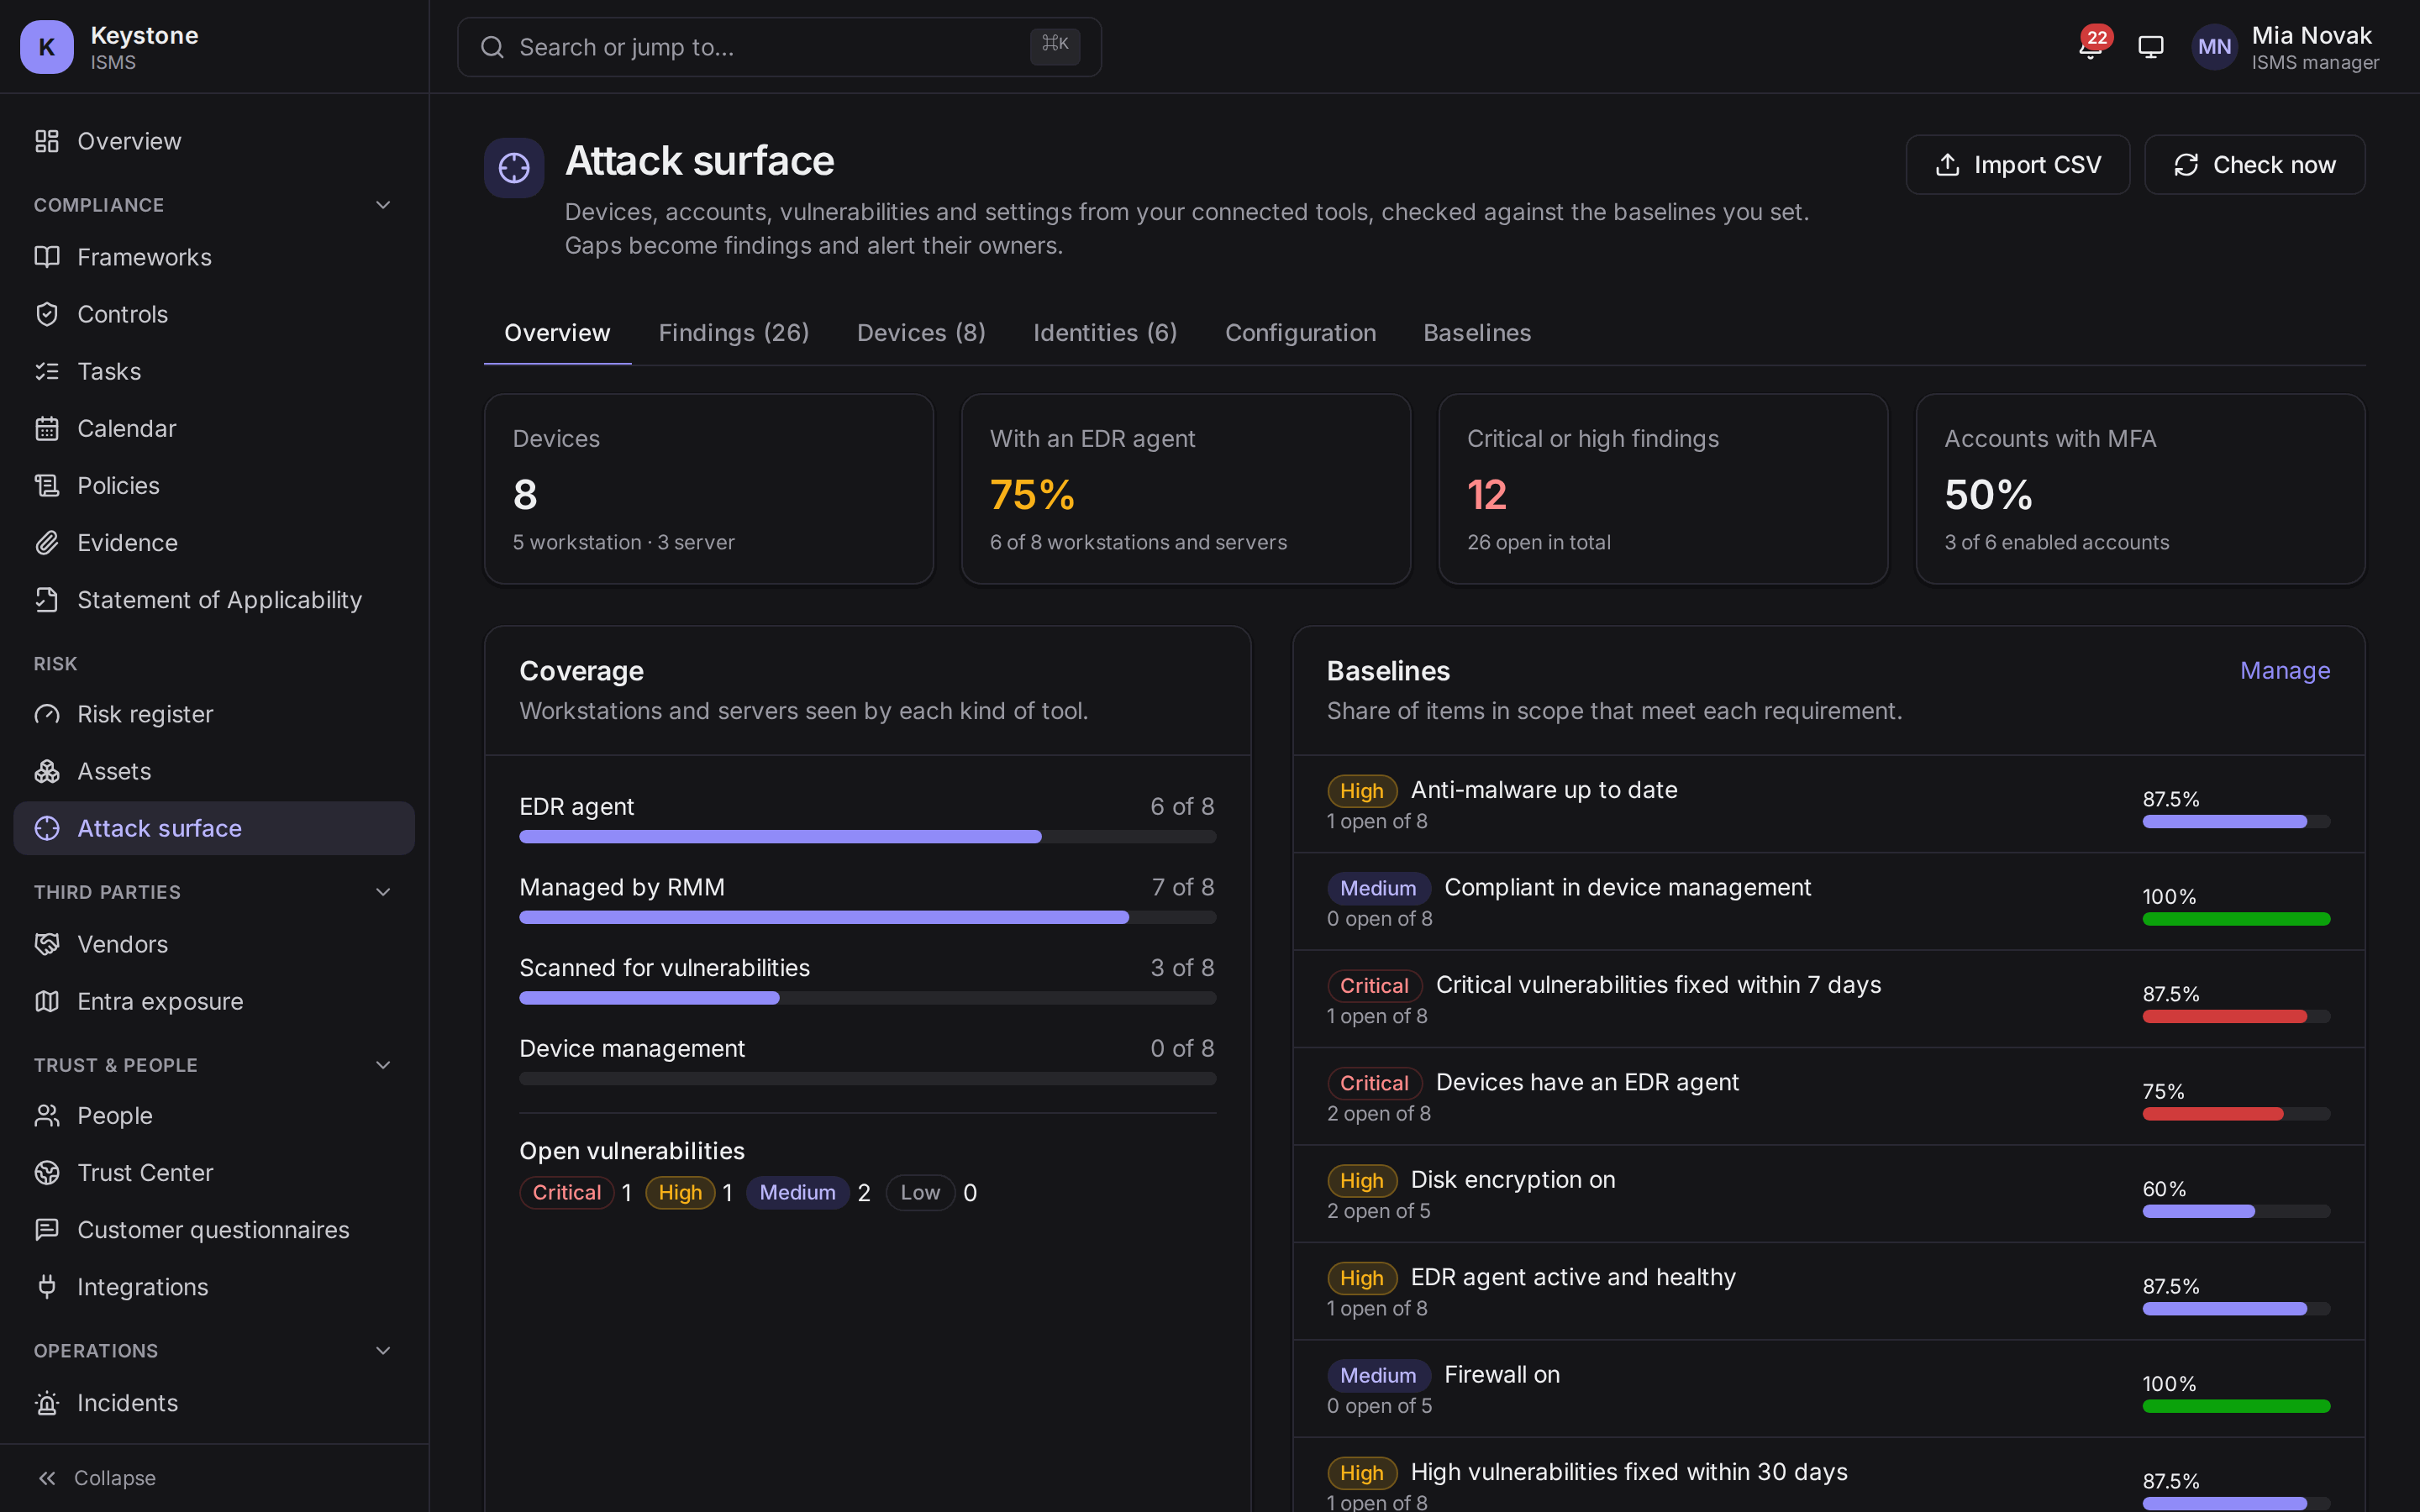 K
Keystone
ISMS
Search or jump to...
⌘K
22
MN
Mia Novak
ISMS manager
Overview
COMPLIANCE
Frameworks
Controls
Tasks
Calendar
Policies
Evidence
Statement of Applicability
RISK
Risk register
Assets
Attack surface
THIRD PARTIES
Vendors
Entra exposure
TRUST & PEOPLE
People
Trust Center
Customer questionnaires
Integrations
OPERATIONS
Incidents
Collapse
Attack surface
Devices, accounts, vulnerabilities and settings from your connected tools, checked against the baselines you set.
Gaps become findings and alert their owners.
Import CSV
Check now
Overview
Findings (26)
Devices (8)
Identities (6)
Configuration
Baselines
Devices
8
5 workstation · 3 server
With an EDR agent
75%
6 of 8 workstations and servers
Critical or high findings
12
26 open in total
Accounts with MFA
50%
3 of 6 enabled accounts
Coverage
Workstations and servers seen by each kind of tool.
EDR agent 6 of 8
Managed by RMM 7 of 8
Scanned for vulnerabilities 3 of 8
Device management 0 of 8
Open vulnerabilities
Critical 1 High 1 Medium 2 Low 0
Baselines
Manage
Share of items in scope that meet each requirement.
High Anti-malware up to date
1 open of 8
87.5%
Medium Compliant in device management
0 open of 8
100%
Critical Critical vulnerabilities fixed within 7 days
1 open of 8
87.5%
Critical Devices have an EDR agent
2 open of 8
75%
High Disk encryption on
2 open of 5
60%
High EDR agent active and healthy
1 open of 8
87.5%
Medium Firewall on
0 open of 5
100%
High High vulnerabilities fixed within 30 days
1 open of 8
87.5%